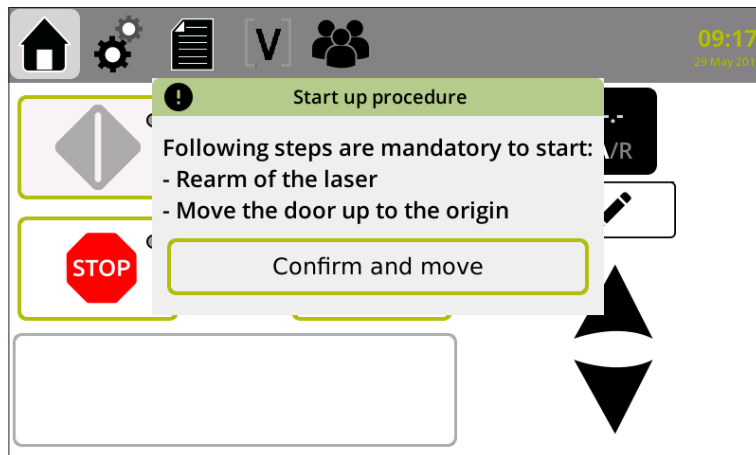 [V]
09:17
29 May 201
Start up procedure
Following steps are mandatory to start:
- Rearm of the laser
- Move the door up to the origin
/R
STOP
Confirm and move